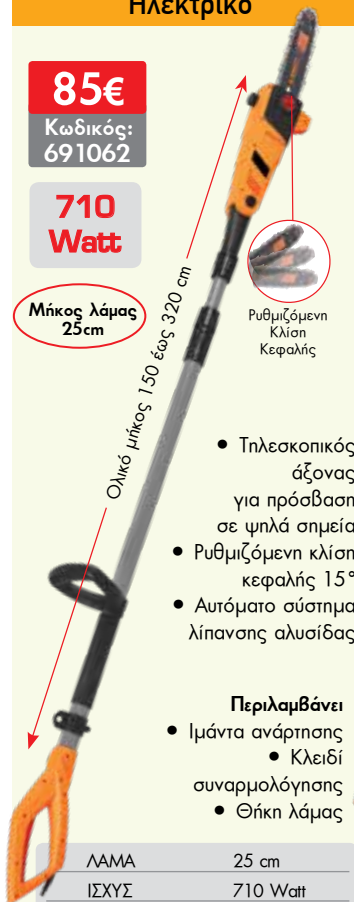 Ηλεκτρικό
85€
Κωδικός:
691062
710
Watt
Μήκος λάμας
25cm
Ολικό μήκος 150 έως 320 cm
Ρυθμιζόμενη
Κλίση
Κεφαλής
• Τηλεσκοπικός
άξονας
για πρόσβαση
σε ψηλά σημεία
• Ρυθμιζόμενη κλίση
κεφαλής 15°
• Αυτόματο σύστημα
λίπανσης αλυσίδας
Περιλαμβάνει
• Ιμάντα ανάρτησης
• Κλειδί
συναρμολόγησης
• Θήκη λάμας
ΛΑΜΑ 25 cm
ΙΣΧΥΣ 710 Watt